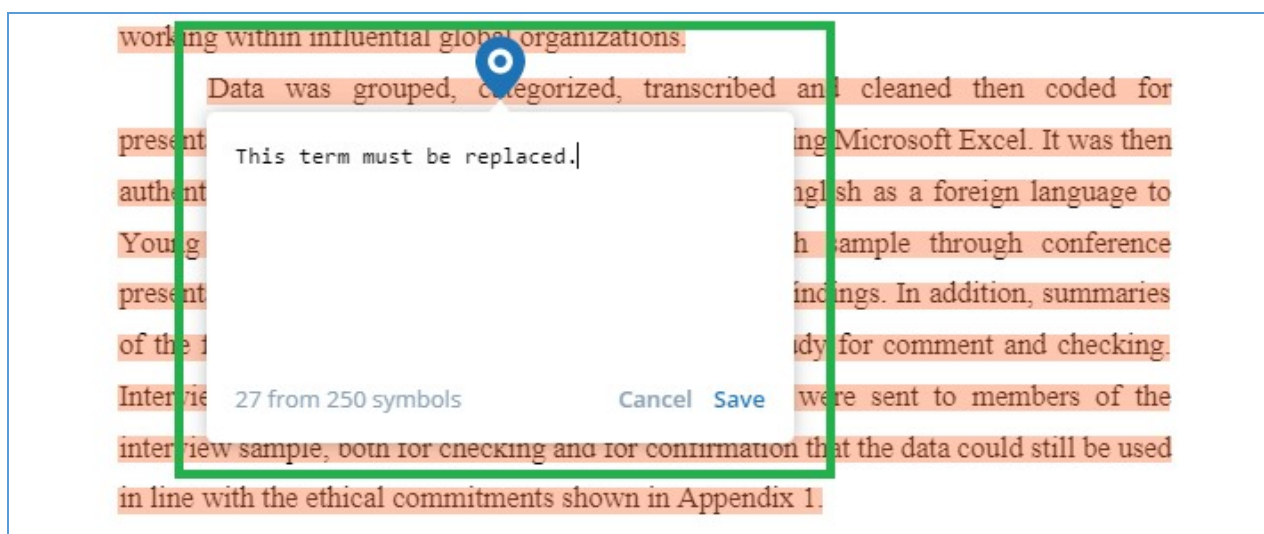 working within influential global organizations.
Data was grouped, categorized, transcribed and cleaned then coded for
present ing Microsoft Excel. It was then
authent nglish as a foreign language to
Young h sample through conference
present indings. In addition, summaries
of the f udy for comment and checking.
Intervie were sent to members of the
interview sample, both for checking and for confirmation that the data could still be used
in line with the ethical commitments shown in Appendix 1.
This term must be replaced.
27 from 250 symbols Cancel Save